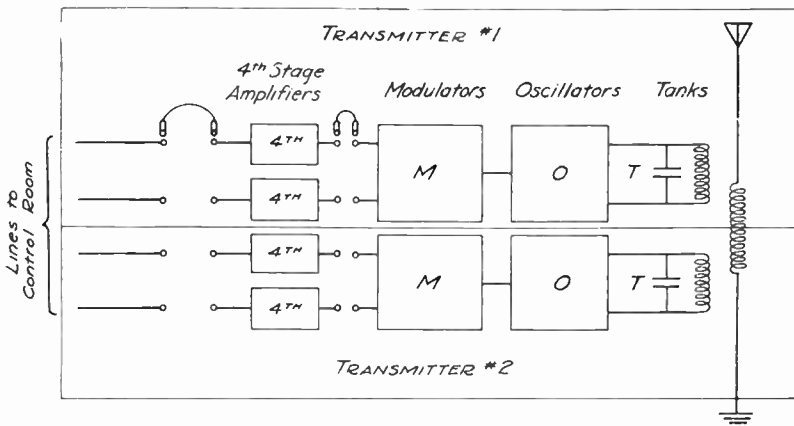 TRANSMITTER #1
4th Stage
Amplifiers
Modulators
Oscillators
Tanks
Lines to
Control Room
4TH
M
O
T
4TH
4TH
M
O
T
4TH
TRANSMITTER #2